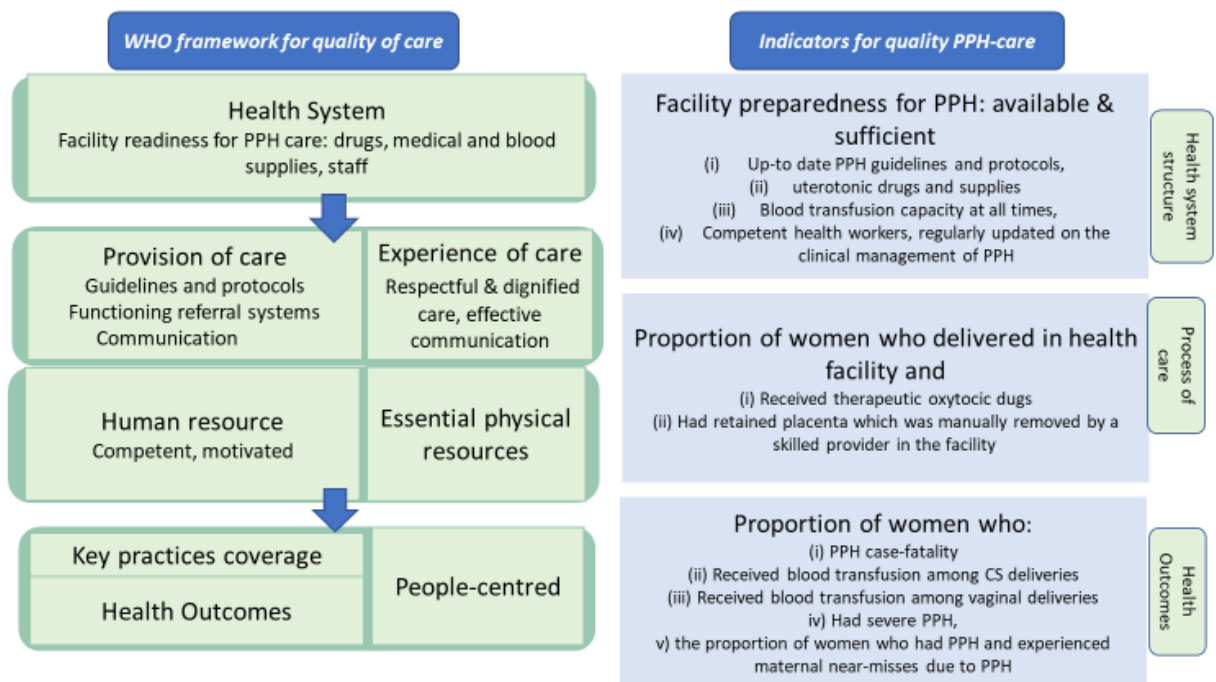 WHO framework for quality of care
Health System
Facility readiness for PPH care: drugs, medical and blood
supplies, staff
Provision of care
Guidelines and protocols
Functioning referral systems
Communication
Experience of care
Respectful & dignified
care, effective
communication
Human resource
Competent, motivated
Essential physical
resources
Key practices coverage
Health Outcomes
People-centred
Indicators for quality PPH-care
Facility preparedness for PPH: available &
sufficient
(i) Up-to date PPH guidelines and protocols,
(ii) uterotonic drugs and supplies
(iii) Blood transfusion capacity at all times,
(iv) Competent health workers, regularly updated on the
clinical management of PPH
Health system
structure
Proportion of women who delivered in health
facility and
(i) Received therapeutic oxytocic dugs
(ii) Had retained placenta which was manually removed by a
skilled provider in the facility
Process of
care
Proportion of women who:
(i) PPH case-fatality
(ii) Received blood transfusion among CS deliveries
(iii) Received blood transfusion among vaginal deliveries
iv) Had severe PPH,
v) the proportion of women who had PPH and experienced
maternal near-misses due to PPH
Health
Outcomes